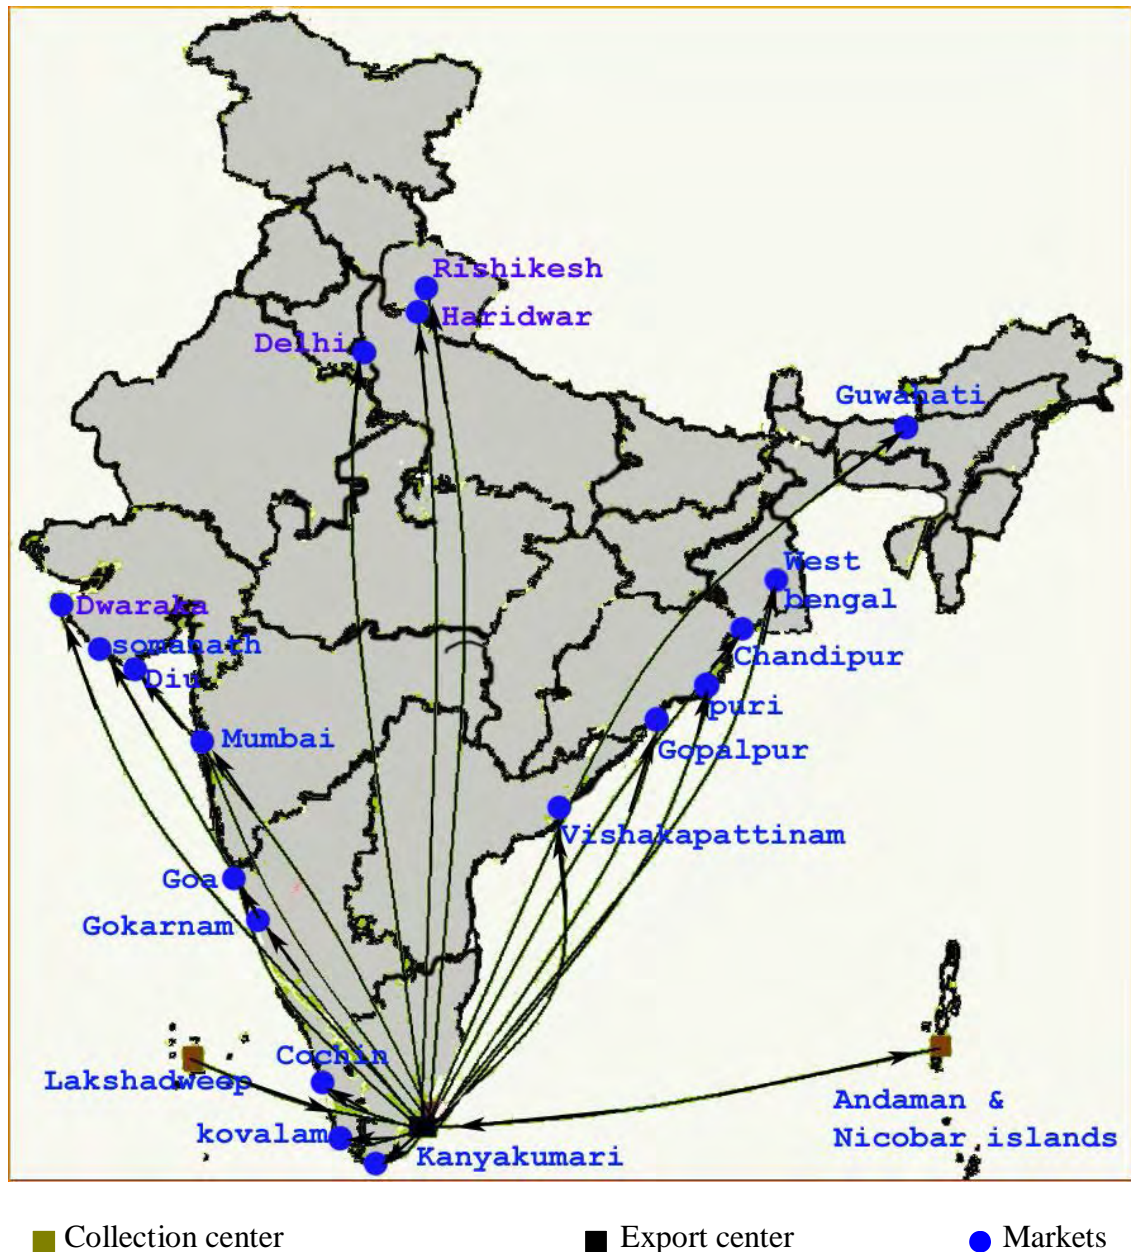 Rishikesh
Haridwar
Delhi
Guwahati
West
bengal
Dwaraka
somanath
Diu
Chandipur
puri
Mumbai
Gopalpur
Vishakapattinam
Goa
Gokarnam
Cochin
Lakshadweep
Andaman &
Nicobar islands
kovalam
Kanyakumari
Collection center
Export center
Markets